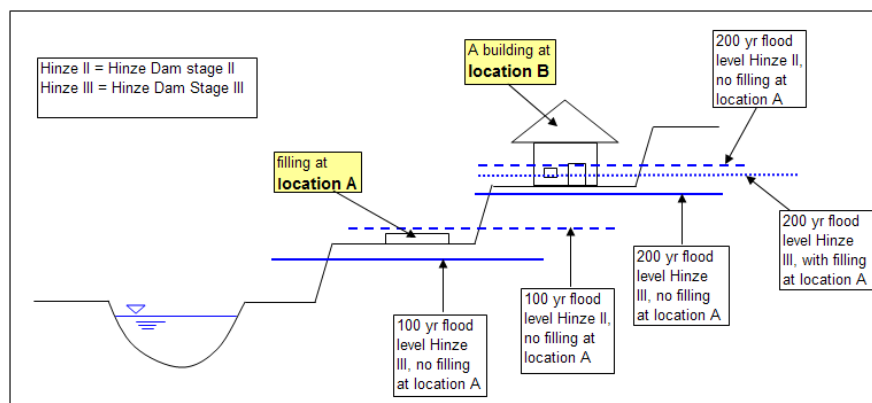 Hinze II = Hinze Dam stage II
Hinze III = Hinze Dam Stage III
A building at
location B
200 yr flood
level Hinze II,
no filling at
location A
filling at
location A
200 yr flood
level Hinze
III, with filling
at location A
200 yr flood
level Hinze
III, no filling
at location A
100 yr flood
level Hinze II,
no filling at
location A
100 yr flood
level Hinze
III, no filling
at location A